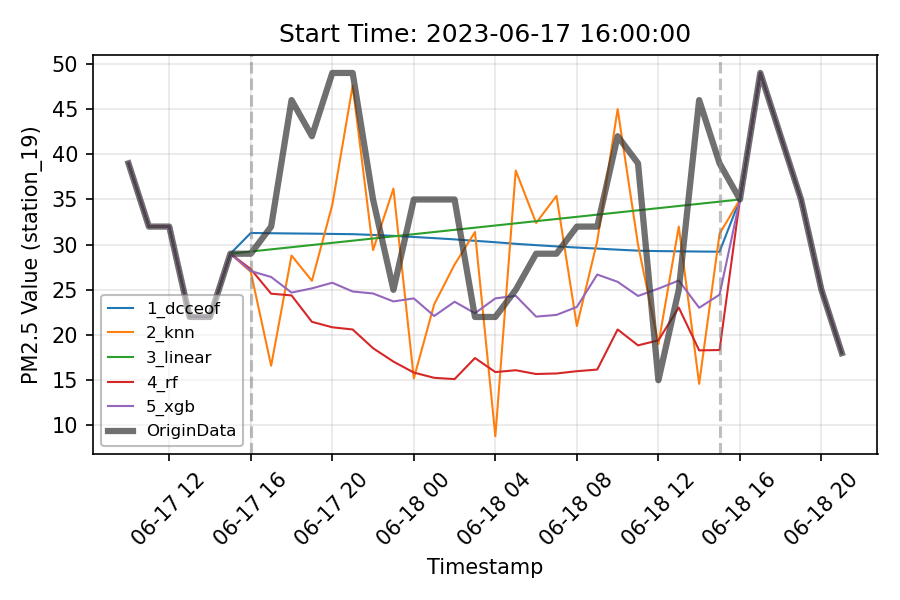 Start Time: 2023-06-17 16:00:00
PM2.5 Value (station_19)
50
45
40
35
30
25
20
15
10
1_dcceof
2_knn
3_linear
4_rf
5_xgb
OriginData
06-17 12
06-17 16
06-17 20
06-18 00
06-18 04
06-18 08
06-18 12
06-18 16
06-18 20
Timestamp